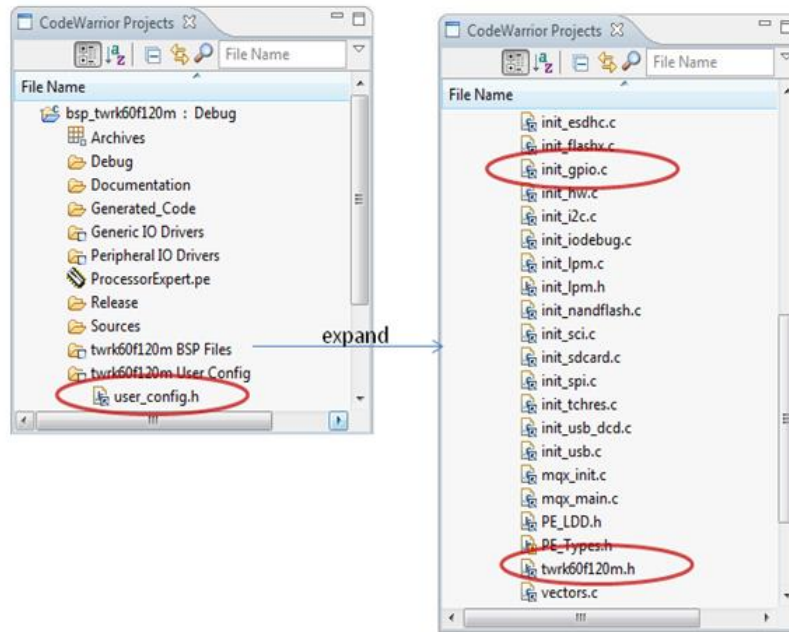 CodeWarrior Projects
File Name
File Name
bsp_twrk60f120m : Debug
Archives
Debug
Documentation
Generated_Code
Generic IO Drivers
Peripheral IO Drivers
ProcessorExpert.pe
Release
Sources
twrk60f120m BSP Files
twrk60f120m User Config
user_config.h
expand
CodeWarrior Projects
File Name
File Name
init_esdhc.c
init_flashx.c
init_gpio.c
init_hw.c
init_i2c.c
init_iodebug.c
init_lpm.c
init_lpm.h
init_nandflash.c
init_sci.c
init_sdcard.c
init_spi.c
init_tchres.c
init_usb_dcd.c
init_usb.c
mqx_init.c
mqx_main.c
PE_LDD.h
PE_Types.h
twrk60f120m.h
vectors.c